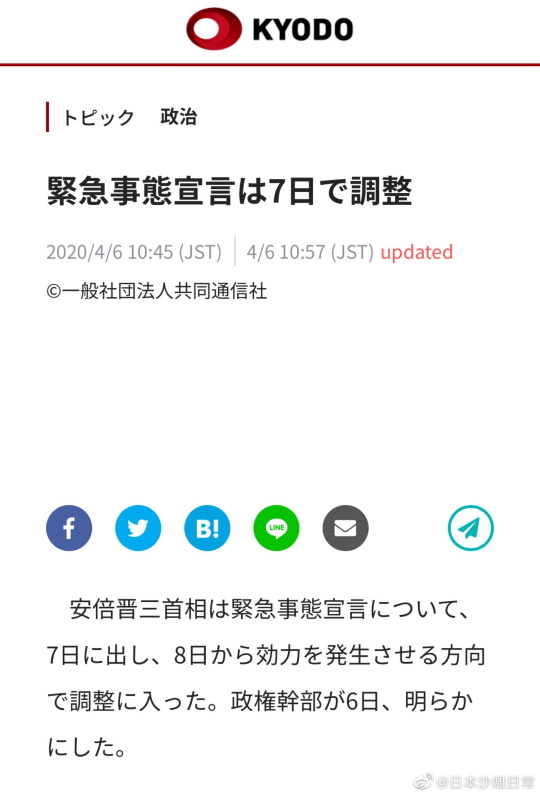 KYODO
トピック 政治
緊急事態宣言は7日で調整
2020/4/6 10:45 (JST) 4/6 10:57 (JST) updated
©一般社団法人共同通信社
f B! LINE
安倍晋三首相は緊急事態宣言について、
7日に出し、8日から効力を発生させる方向
で調整に入った。政権幹部が6日、明らか
にした。
@日本沙雕日常